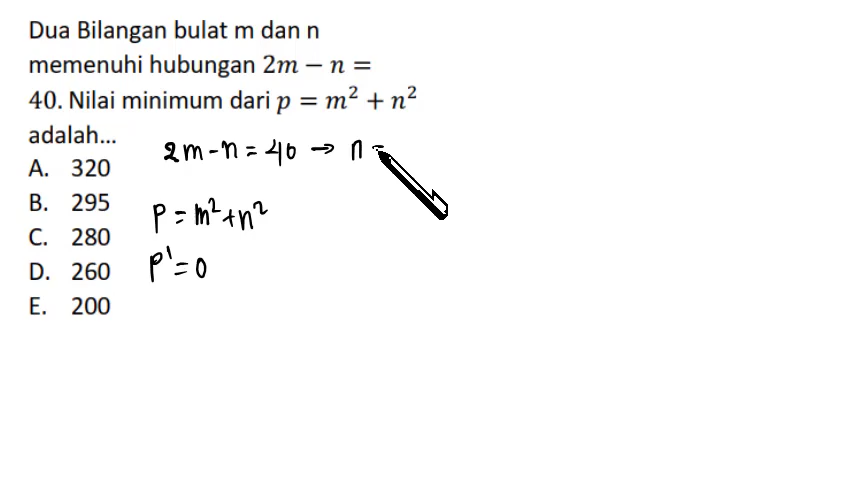 Dua Bilangan bulat m dan n
memenuhi hubungan 2m − n =
40. Nilai minimum dari p = m² + n²
adalah...
2m - n = 40 → n =
A. 320
B. 295
p = m² + n²
C. 280
D. 260
p' = 0
E. 200